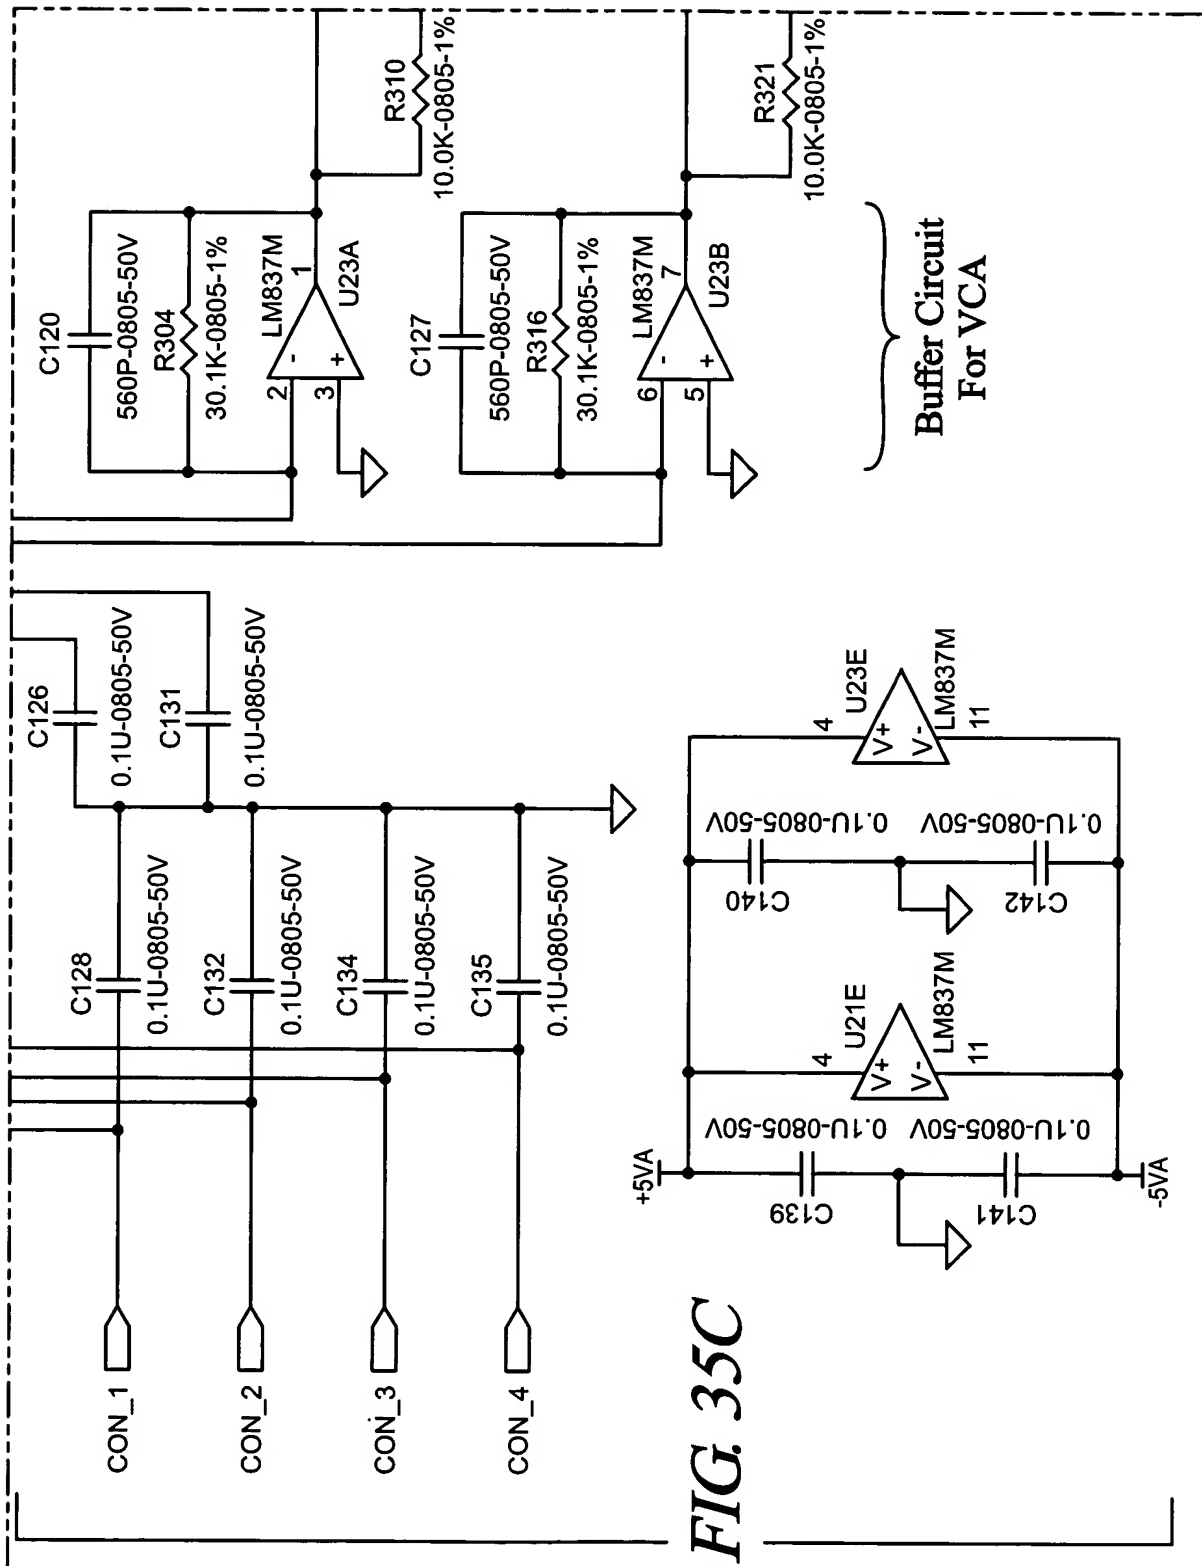 C120
560P-0805-50V
R304
30.1K-0805-1%
LM837M
2
3
-
+
1
U23A
R310
10.0K-0805-1%
C127
560P-0805-50V
R316
30.1K-0805-1%
LM837M
6
5
-
+
7
U23B
R321
10.0K-0805-1%
Buffer Circuit
For VCA
C126
0.1U-0805-50V
C131
0.1U-0805-50V
C128
0.1U-0805-50V
C132
0.1U-0805-50V
C134
0.1U-0805-50V
C135
0.1U-0805-50V
CON_1
CON_2
CON_3
CON_4
+5VA
C139
0.1U-0805-50V
C141
0.1U-0805-50V
-5VA
4
U21E
V+
V-
LM837M
11
C140
0.1U-0805-50V
C142
0.1U-0805-50V
4
U23E
V+
V-
LM837M
11
FIG. 35C